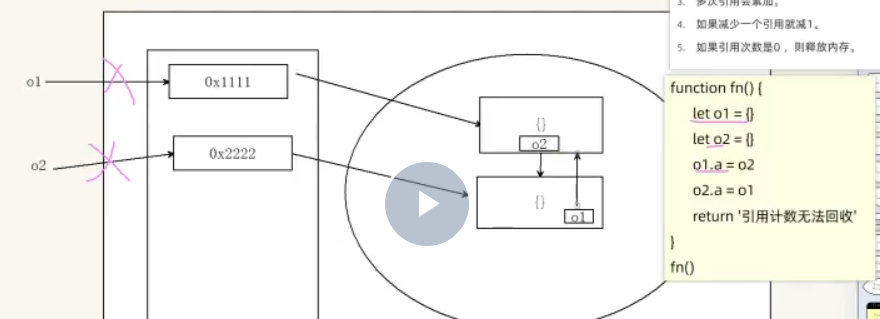 3. 多次引用会累加。
4. 如果减少一个引用就减1。
5. 如果引用次数是0，则释放内存。
o1
0x1111
o2
0x2222
{}
o2
{}
o1
function fn() {
let o1 = {}
let o2 = {}
o1.a = o2
o2.a = o1
return '引用计数无法回收'
}
fn()